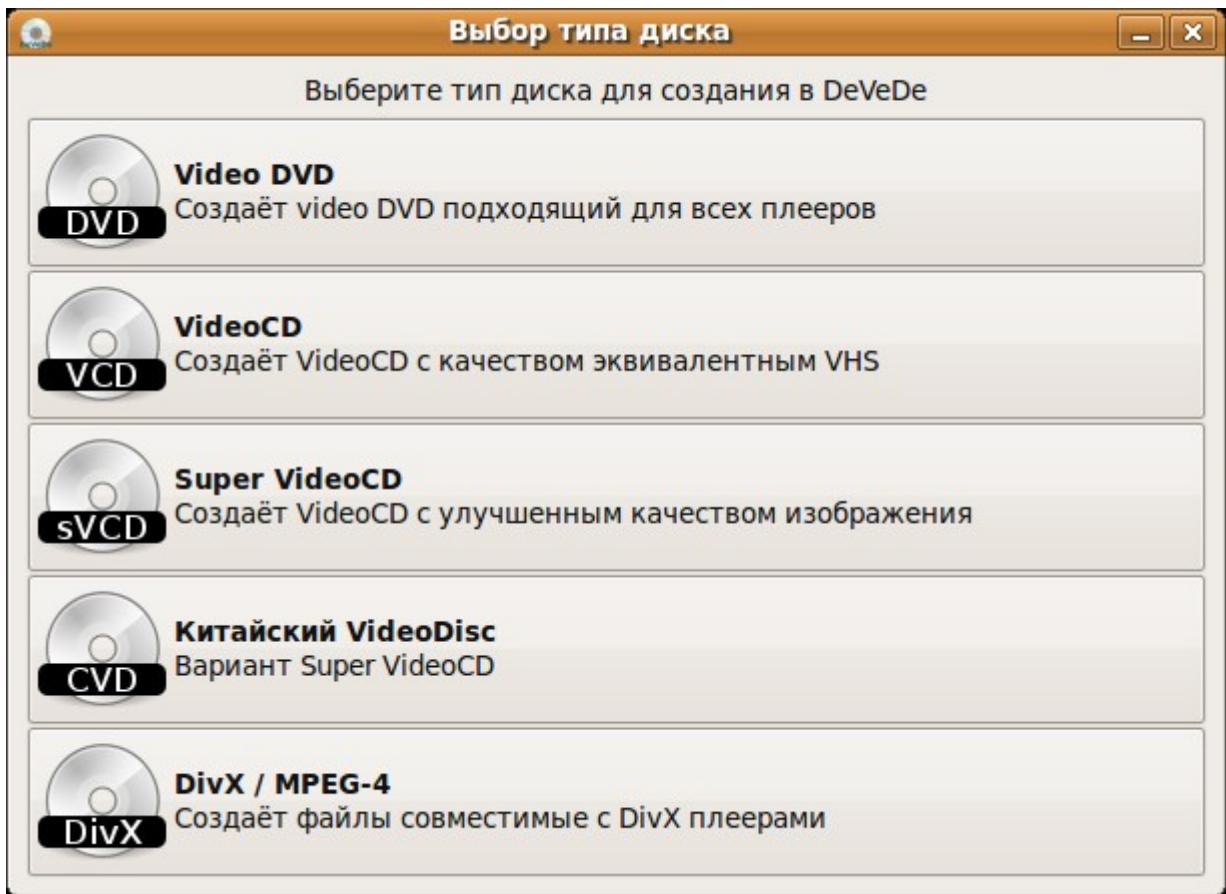 Выбор типа диска
Выберите тип диска для создания в DeVeDe
Video DVD
Создаёт video DVD подходящий для всех плееров
DVD
VideoCD
Создаёт VideoCD с качеством эквивалентным VHS
VCD
Super VideoCD
Создаёт VideoCD с улучшенным качеством изображения
sVCD
Китайский VideoDisc
Вариант Super VideoCD
CVD
DivX / MPEG-4
Создаёт файлы совместимые с DivX плеерами
DivX